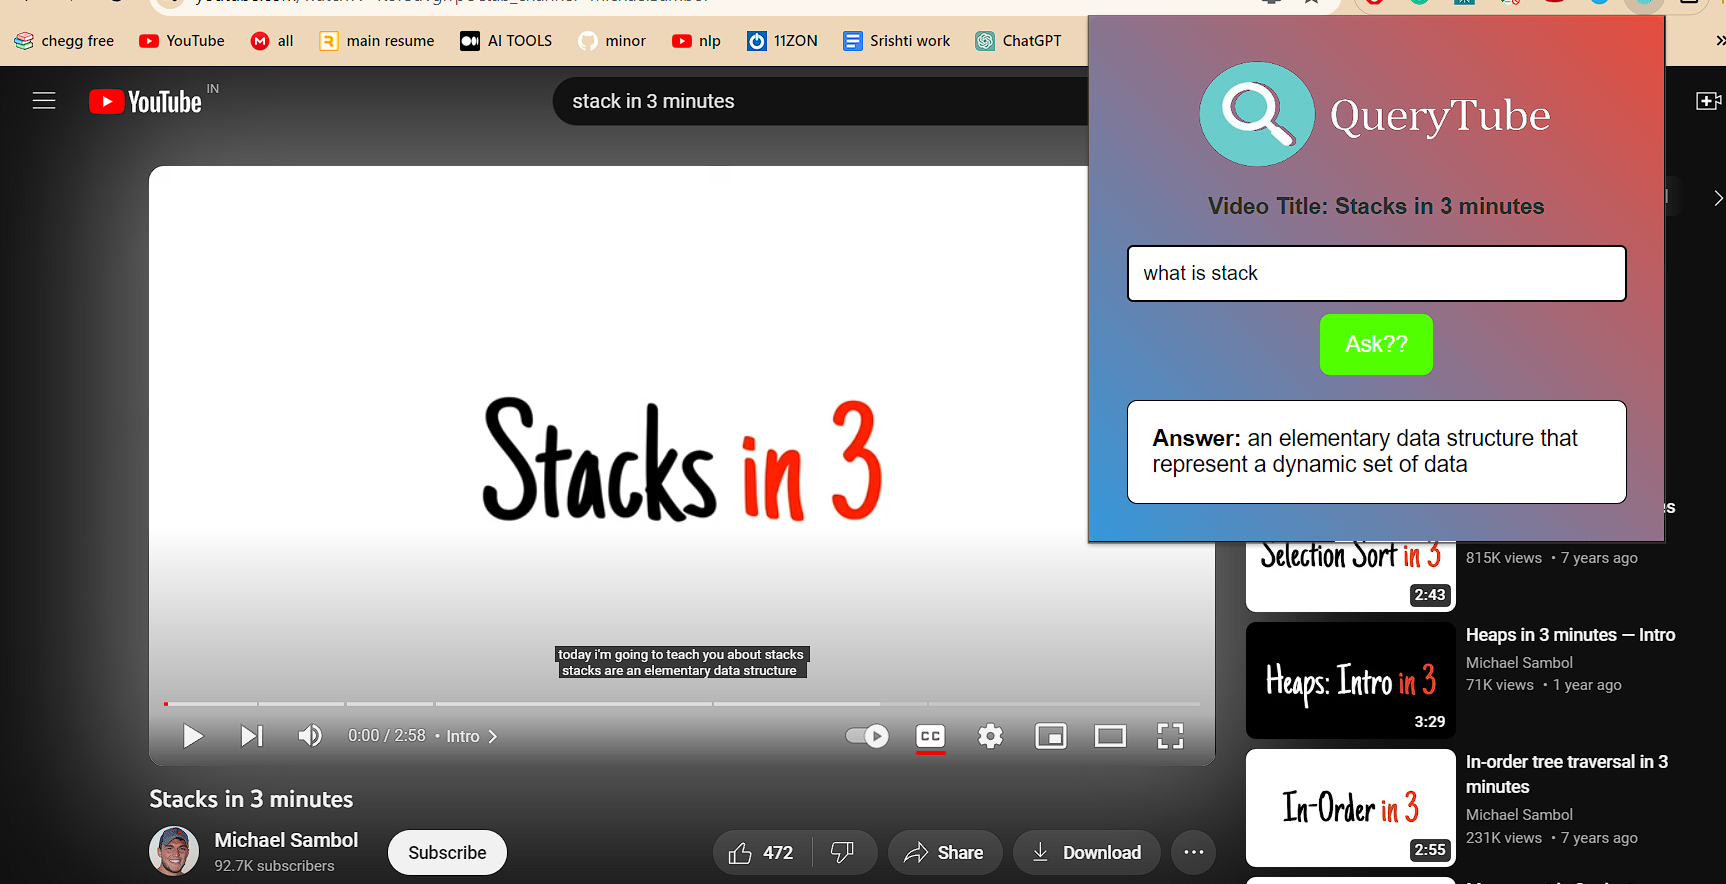 chegg free
YouTube
all
main resume
AI TOOLS
minor
nlp
11ZON
Srishti work
ChatGPT
»
YouTube IN
stack in 3 minutes
QueryTube
Video Title: Stacks in 3 minutes
what is stack
Ask??
Answer: an elementary data structure that
represent a dynamic set of data
Stacks in 3
today i'm going to teach you about stacks
stacks are an elementary data structure
0:00 / 2:58 • Intro
CC
Stacks in 3 minutes
Michael Sambol
92.7K subscribers
Subscribe
472
Share
Download
Selection Sort in 3
2:43
815K views • 7 years ago
Heaps: Intro in 3
3:29
Heaps in 3 minutes — Intro
Michael Sambol
71K views • 1 year ago
In-Order in 3
2:55
In-order tree traversal in 3
minutes
Michael Sambol
231K views • 7 years ago